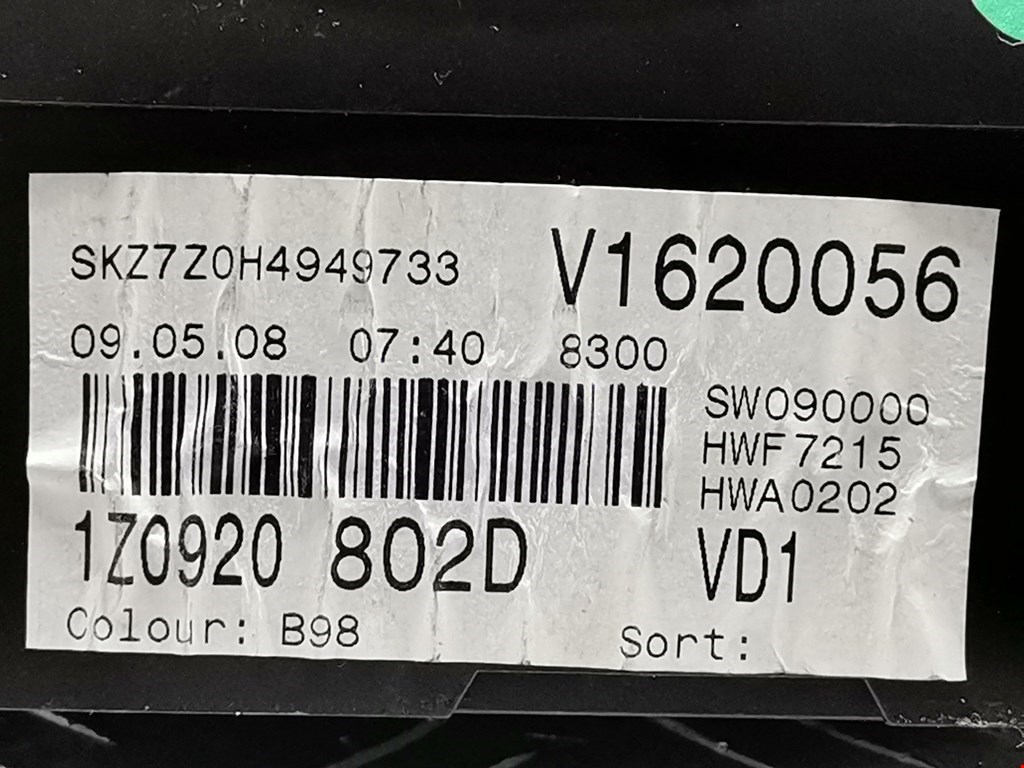 SKZ7Z0H4949733 V1620056
09.05.08 07:40 8300
SW090000
HWF7215
HWA0202
1Z0920 802D VD1
Colour: B98 Sort: